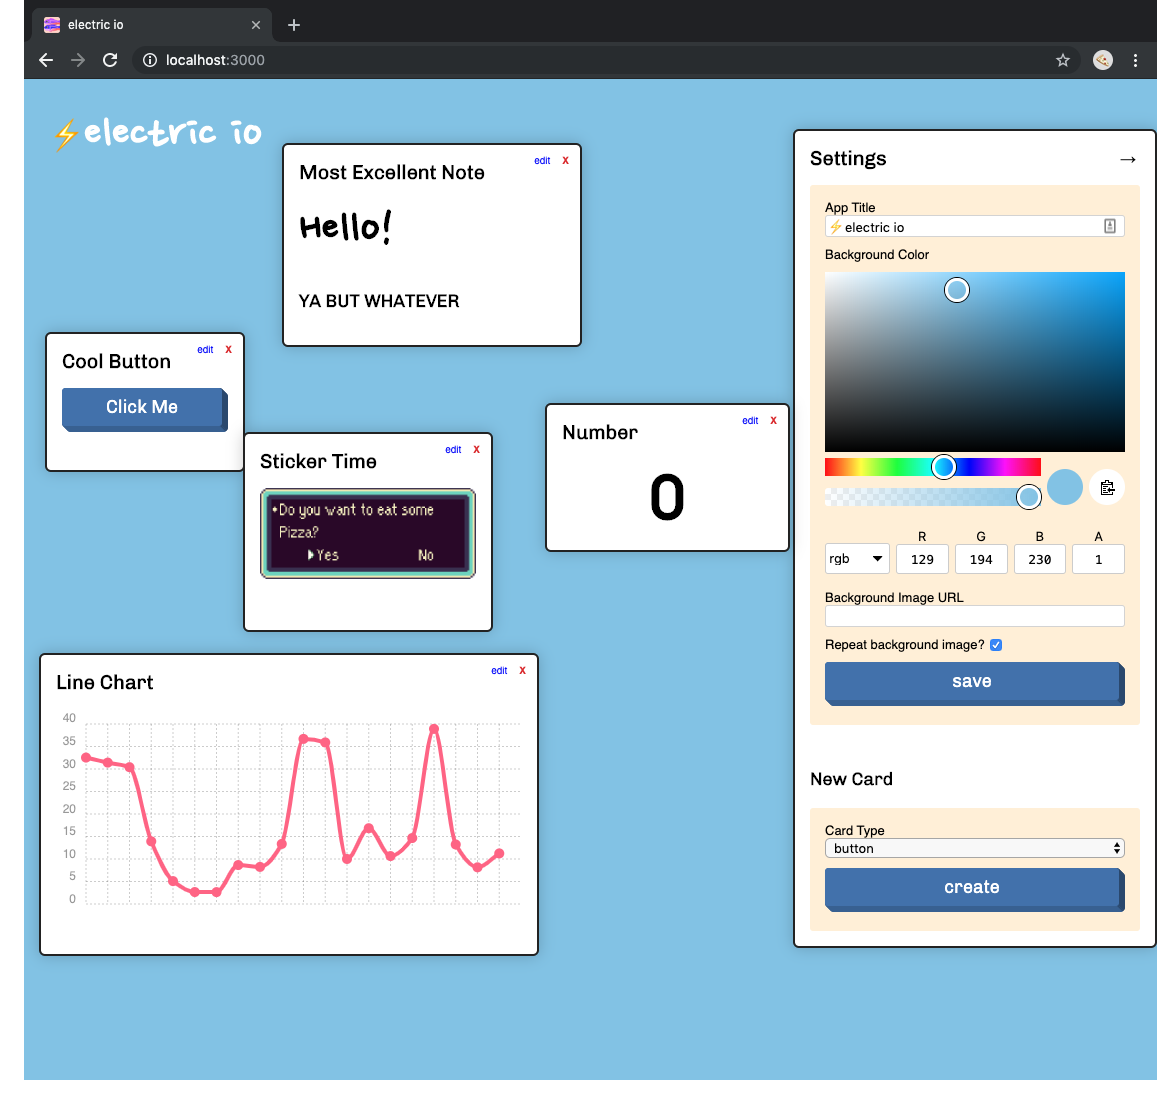 electric io
localhost:3000
⚡electric io
Most Excellent Note
edit x
Hello!
YA BUT WHATEVER
Cool Button
edit x
Click Me
Sticker Time
edit x
•Do you want to eat some
Pizza?
▶Yes No
Number
edit x
0
Line Chart
edit x
40
35
30
25
20
15
10
5
0
Settings →
App Title
⚡electric io
Background Color
R G B A
rgb 129 194 230 1
Background Image URL
Repeat background image?
save
New Card
Card Type
button
create